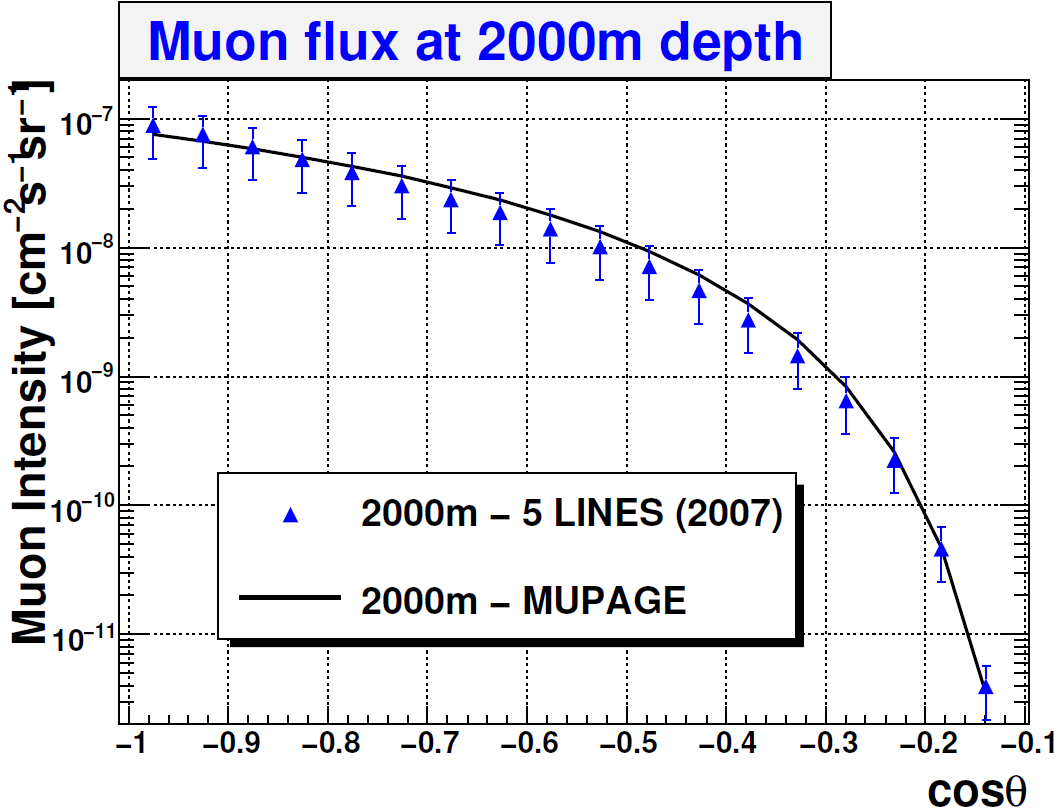 Muon flux at 2000m depth
Muon Intensity [cm⁻²s⁻¹sr⁻¹]
10⁻⁷
10⁻⁸
10⁻⁹
10⁻¹⁰
10⁻¹¹
2000m – 5 LINES (2007)
2000m – MUPAGE
−1 −0.9 −0.8 −0.7 −0.6 −0.5 −0.4 −0.3 −0.2 −0.1
cosθ